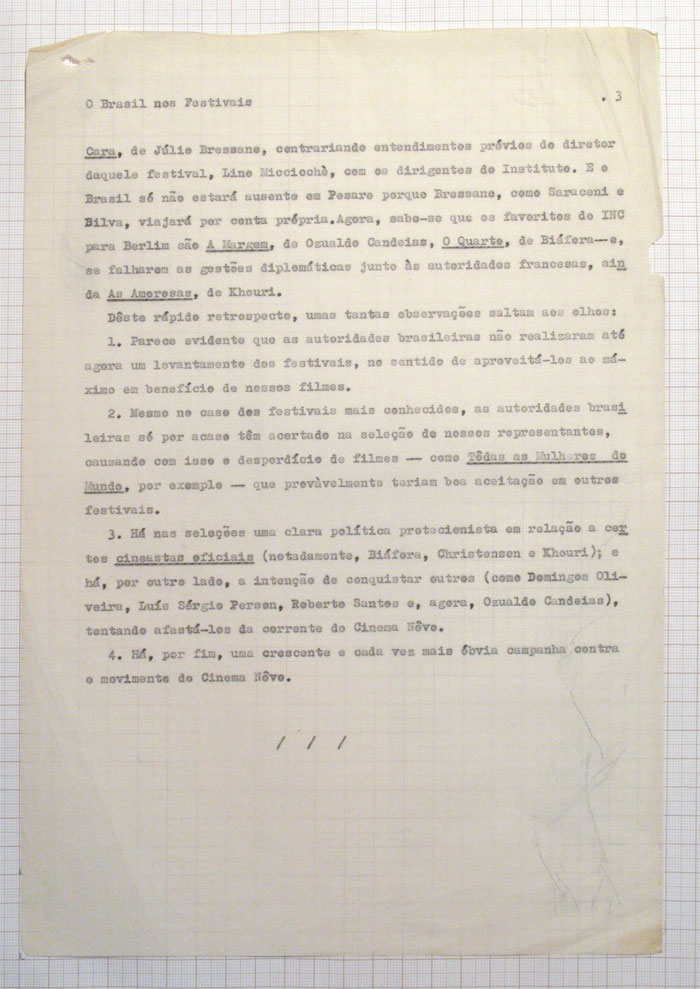 O Brasil nos Festivais . 3
Cara, de Júlio Bressane, contrariando entendimentos prévios do diretor
daquele festival, Lino Miccichè, com os dirigentes do Instituto. E o
Brasil só não estará ausente em Pesaro porque Bressane, como Saraceni e
Bilva, viajará por conta própria.Agora, sabe-se que os favoritos do INC
para Berlim são A Margem, de Ozualdo Candeias, O Quarto, de Biáfora--e,
se falharem as gestões diplomáticas junto às autoridades francesas, ain
da As Amorosas, de Khouri.
Dêste rápido retrospecto, umas tantas observações saltam aos olhos:
1. Parece evidente que as autoridades brasileiras não realizaram até
agora um levantamento dos festivais, no sentido de aproveitá-los ao má-
ximo em benefício de nossos filmes.
2. Mesmo no caso dos festivais mais conhecidos, as autoridades brasi
leiras só por acaso têm acertado na seleção de nossos representantes,
causando com isso o desperdício de filmes — como Tôdas as Mulheres do
Mundo, por exemplo — que provàvelmente teriam boa aceitação em outros
festivais.
3. Há nas seleções uma clara política protecionista em relação a cer
tos cineastas oficiais (notadamente, Biáfora, Christensen e Khouri); e
há, por outro lado, a intenção de conquistar outros (como Domingos Oli-
veira, Luís Sérgio Person, Roberto Santos e, agora, Ozualdo Candeias),
tentando afastá-los da corrente do Cinema Nôvo.
4. Há, por fim, uma crescente e cada vez mais óbvia campanha contra
o movimento do Cinema Nôvo.
/ / /